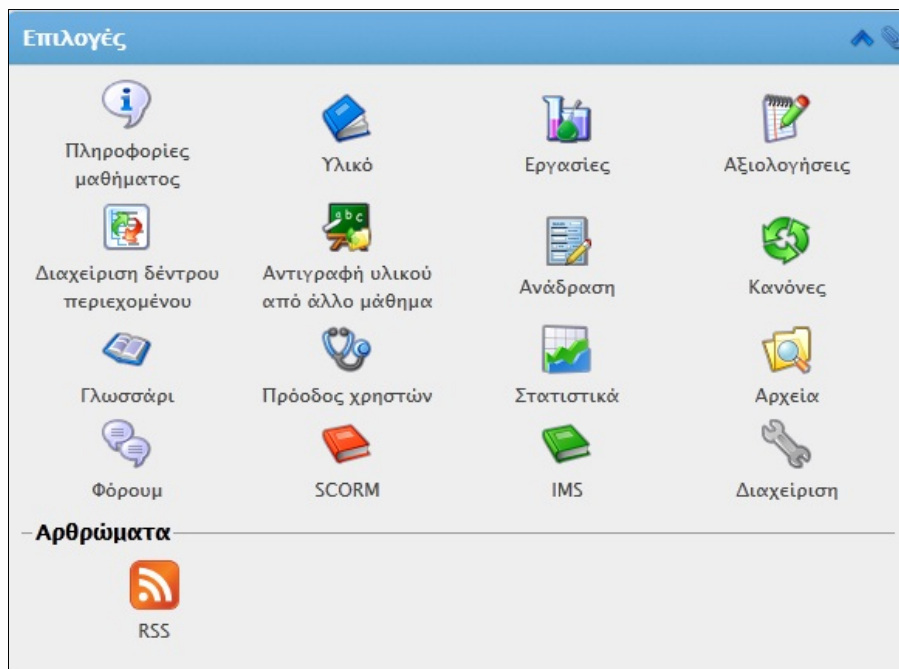 Επιλογές
Πληροφορίες
μαθήματος
Υλικό
Εργασίες
Αξιολογήσεις
Διαχείριση δέντρου
περιεχομένου
Αντιγραφή υλικού
από άλλο μάθημα
Ανάδραση
Κανόνες
Γλωσσάρι
Πρόοδος χρηστών
Στατιστικά
Αρχεία
Φόρουμ
SCORM
IMS
Διαχείριση
Αρθρώματα
RSS